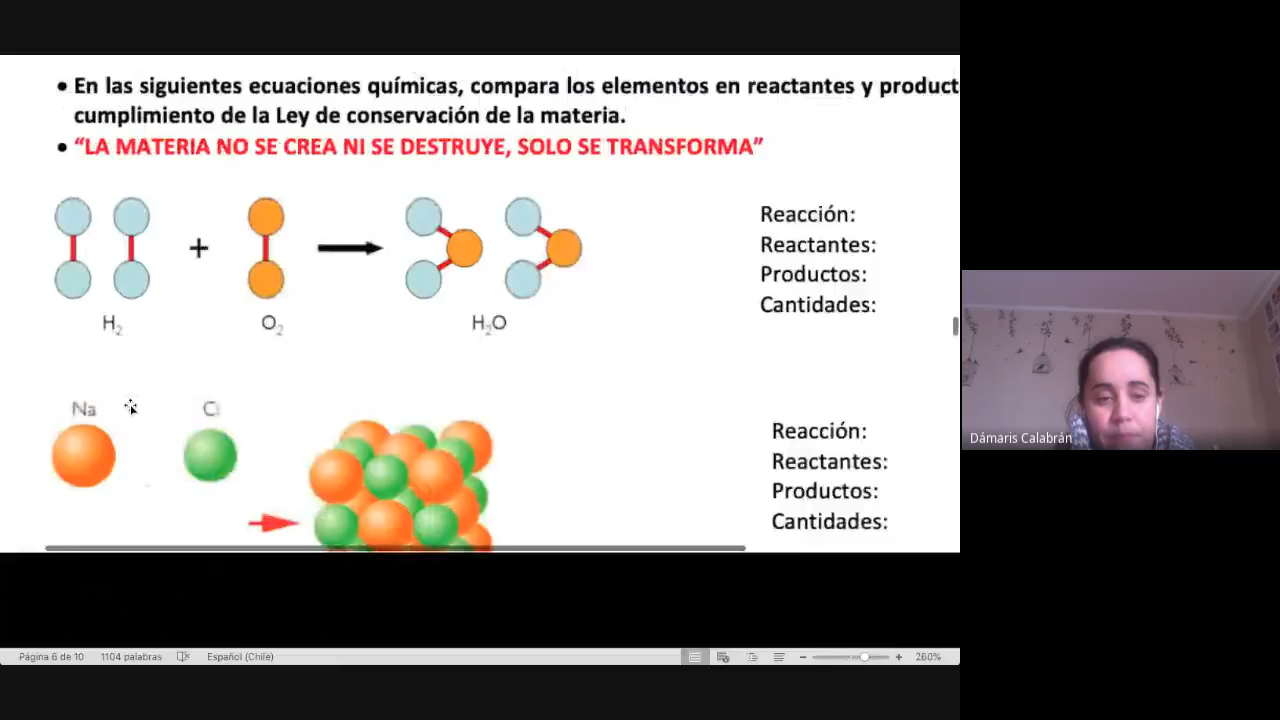 • En las siguientes ecuaciones químicas, compara los elementos en reactantes y product
cumplimiento de la Ley de conservación de la materia.
• “LA MATERIA NO SE CREA NI SE DESTRUYE, SOLO SE TRANSFORMA”
+
H₂
O₂
H₂O
Reacción:
Reactantes:
Productos:
Cantidades:
Na
Cl
Reacción:
Reactantes:
Productos:
Cantidades:
Dámaris Calabrán
Página 6 de 10
1104 palabras
Español (Chile)
260%